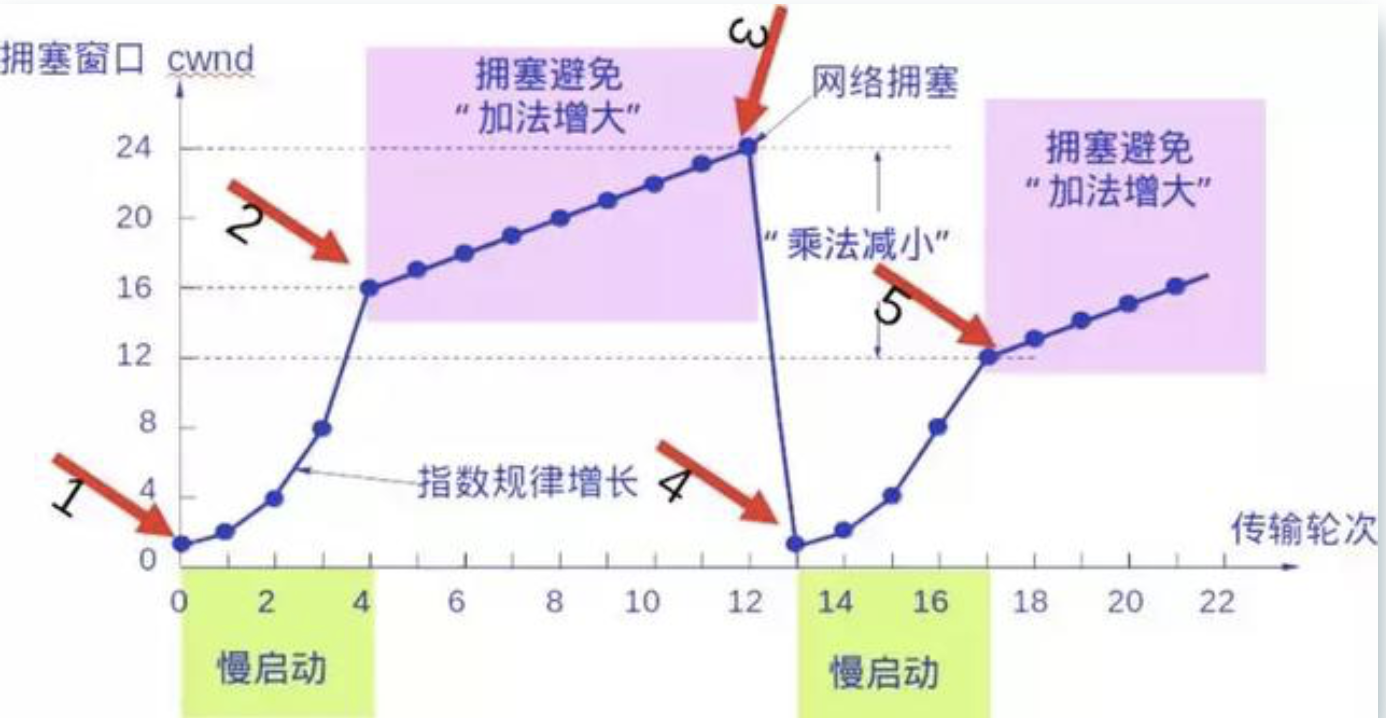 拥塞窗口 cwnd
3
网络拥塞
拥塞避免
“加法增大”
拥塞避免
“加法增大”
24
20
16
12
8
4
0
2
“乘法减小”
5
1
指数规律增长
4
传输轮次
0 2 4 6 8 10 12 14 16 18 20 22
慢启动
慢启动